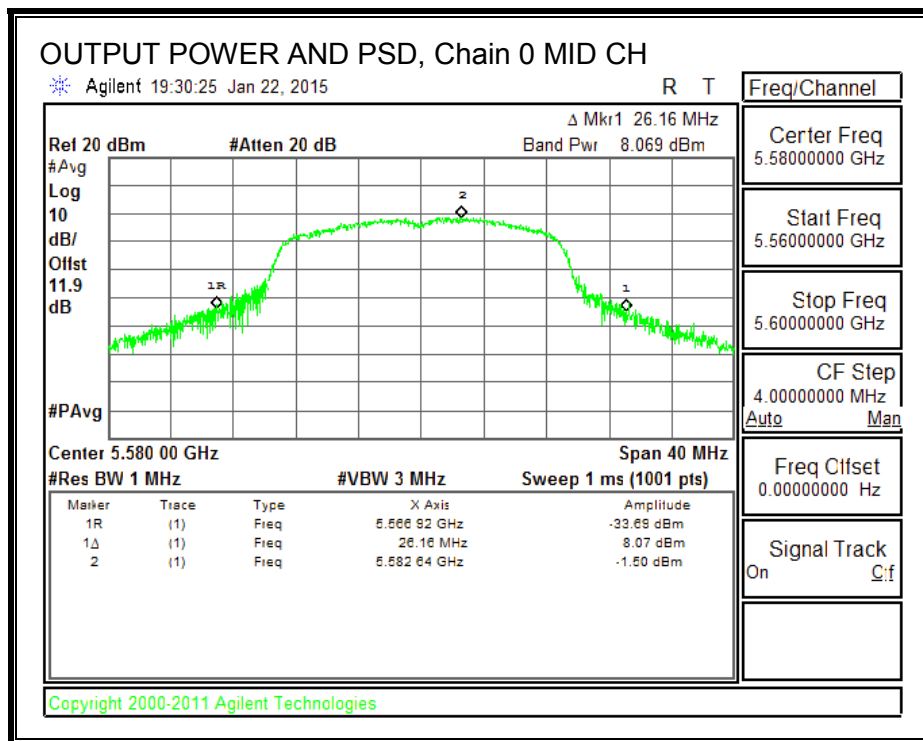 OUTPUT POWER AND PSD, Chain 0 MID CH
Agilent 19:30:25 Jan 22, 2015 R T
Δ Mkr1 26.16 MHz
Ref 20 dBm #Atten 20 dB Band Pwr 8.069 dBm
#Avg
Log
10
dB/
Offst
11.9
dB
#PAvg
1R
2
1
Center 5.580 00 GHz Span 40 MHz
#Res BW 1 MHz #VBW 3 MHz Sweep 1 ms (1001 pts)
Marker Trace Type X Axis Amplitude
1R (1) Freq 5.566 92 GHz -33.69 dBm
1Δ (1) Freq 26.16 MHz 8.07 dBm
2 (1) Freq 5.582 64 GHz -1.50 dBm
Freq/Channel
Center Freq
5.58000000 GHz
Start Freq
5.56000000 GHz
Stop Freq
5.60000000 GHz
CF Step
4.00000000 MHz
Auto Man
Freq Offset
0.00000000 Hz
Signal Track
On Off
Copyright 2000-2011 Agilent Technologies